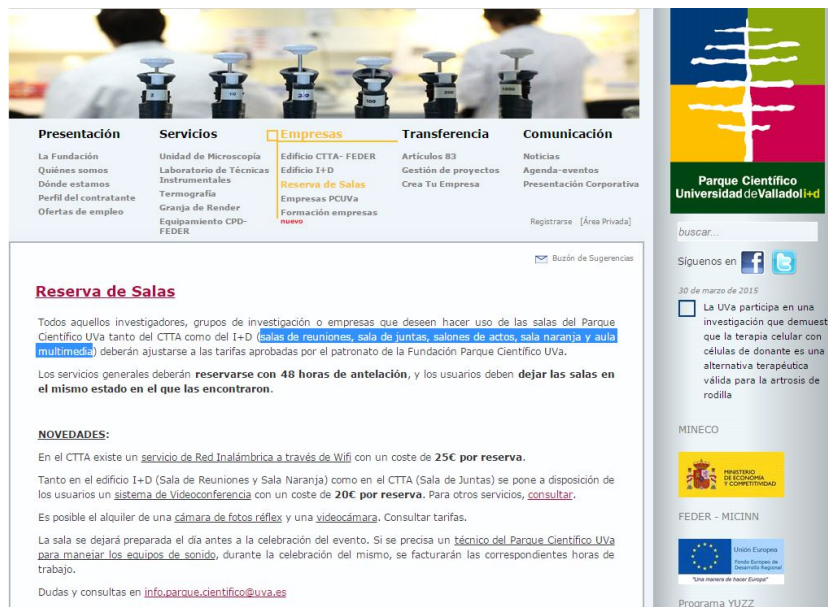 Presentación
La Fundación
Quiénes somos
Dónde estamos
Perfil del contratante
Ofertas de empleo
Servicios
Unidad de Microscopía
Laboratorio de Técnicas
Instrumentales
Termografía
Granja de Render
Equipamiento CPD-
FEDER
Empresas
Edificio CTTA- FEDER
Edificio I+D
Reserva de Salas
Empresas PCUVa
Formación empresas
nuevo
Transferencia
Artículos 83
Gestión de proyectos
Crea Tu Empresa
Comunicación
Noticias
Agenda-eventos
Presentación Corporativa
Registrarse [Área Privada]
Buzón de Sugerencias
Reserva de Salas
Todos aquellos investigadores, grupos de investigación o empresas que deseen hacer uso de las salas del Parque
Científico UVa tanto del CTTA como del I+D (salas de reuniones, sala de juntas, salones de actos, sala naranja y aula
multimedia) deberán ajustarse a las tarifas aprobadas por el patronato de la Fundación Parque Científico UVa.
Los servicios generales deberán reservarse con 48 horas de antelación, y los usuarios deben dejar las salas en
el mismo estado en el que las encontraron.
NOVEDADES:
En el CTTA existe un servicio de Red Inalámbrica a través de Wifi con un coste de 25€ por reserva.
Tanto en el edificio I+D (Sala de Reuniones y Sala Naranja) como en el CTTA (Sala de Juntas) se pone a disposición de
los usuarios un sistema de Videoconferencia con un coste de 20€ por reserva. Para otros servicios, consultar.
Es posible el alquiler de una cámara de fotos réflex y una videocámara. Consultar tarifas.
La sala se dejará preparada el día antes a la celebración del evento. Si se precisa un técnico del Parque Científico UVa
para manejar los equipos de sonido, durante la celebración del mismo, se facturarán las correspondientes horas de
trabajo.
Dudas y consultas en info.parque.cientifico@uva.es
Parque Científico
Universidad de Valladolid i+d
buscar...
Síguenos en
30 de marzo de 2015
La UVa participa en una
investigación que demuest
que la terapia celular con
células de donante es una
alternativa terapéutica
válida para la artrosis de
rodilla
MINECO
MINISTERIO
DE ECONOMÍA
Y COMPETITIVIDAD
FEDER - MICINN
Unión Europea
Fondo Europeo de
Desarrollo Regional
"Una manera de hacer Europa"
Programa YUZZ